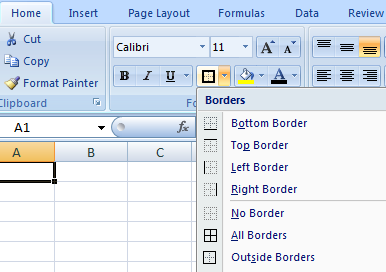 Home Insert Page Layout Formulas Data Review
Cut
Calibri 11 A A
Copy
Format Painter
B I U A
Clipboard Fo
Borders
A1 fx
Bottom Border
A B C
Top Border
Left Border
Right Border
No Border
All Borders
Outside Borders